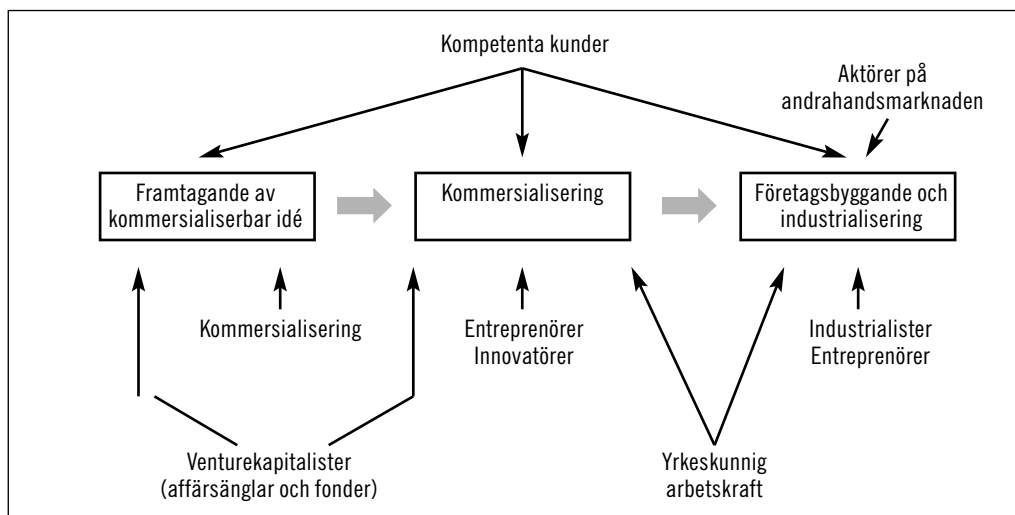 Kompetenta kunder
Aktörer på
andrahandsmarknaden
Framtagande av
kommersialiserbar idé
Kommersialisering
Företagsbyggande och
industrialisering
Kommersialisering
Entreprenörer
Innovatörer
Industrialister
Entreprenörer
Venturekapitalister
(affärsänglar och fonder)
Yrkeskunnig
arbetskraft